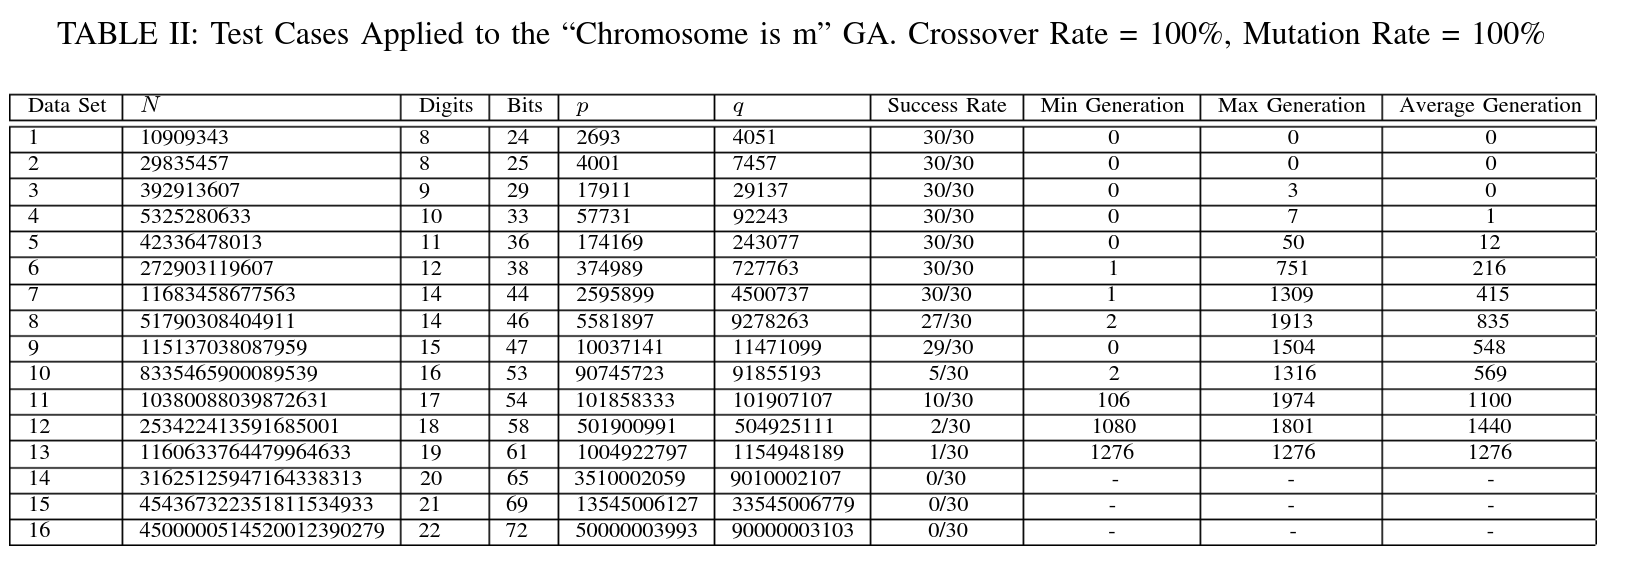 TABLE II: Test Cases Applied to the “Chromosome is m” GA. Crossover Rate = 100%, Mutation Rate = 100%
Data Set N Digits Bits p q Success Rate Min Generation Max Generation Average Generation
1 10909343 8 24 2693 4051 30/30 0 0 0
2 29835457 8 25 4001 7457 30/30 0 0 0
3 392913607 9 29 17911 29137 30/30 0 3 0
4 5325280633 10 33 57731 92243 30/30 0 7 1
5 42336478013 11 36 174169 243077 30/30 0 50 12
6 272903119607 12 38 374989 727763 30/30 1 751 216
7 11683458677563 14 44 2595899 4500737 30/30 1 1309 415
8 51790308404911 14 46 5581897 9278263 27/30 2 1913 835
9 115137038087959 15 47 10037141 11471099 29/30 0 1504 548
10 8335465900089539 16 53 90745723 91855193 5/30 2 1316 569
11 10380088039872631 17 54 101858333 101907107 10/30 106 1974 1100
12 253422413591685001 18 58 501900991 504925111 2/30 1080 1801 1440
13 1160633764479964633 19 61 1004922797 1154948189 1/30 1276 1276 1276
14 31625125947164338313 20 65 3510002059 9010002107 0/30 - - -
15 454367322351811534933 21 69 13545006127 33545006779 0/30 - - -
16 4500000514520012390279 22 72 50000003993 90000003103 0/30 - - -